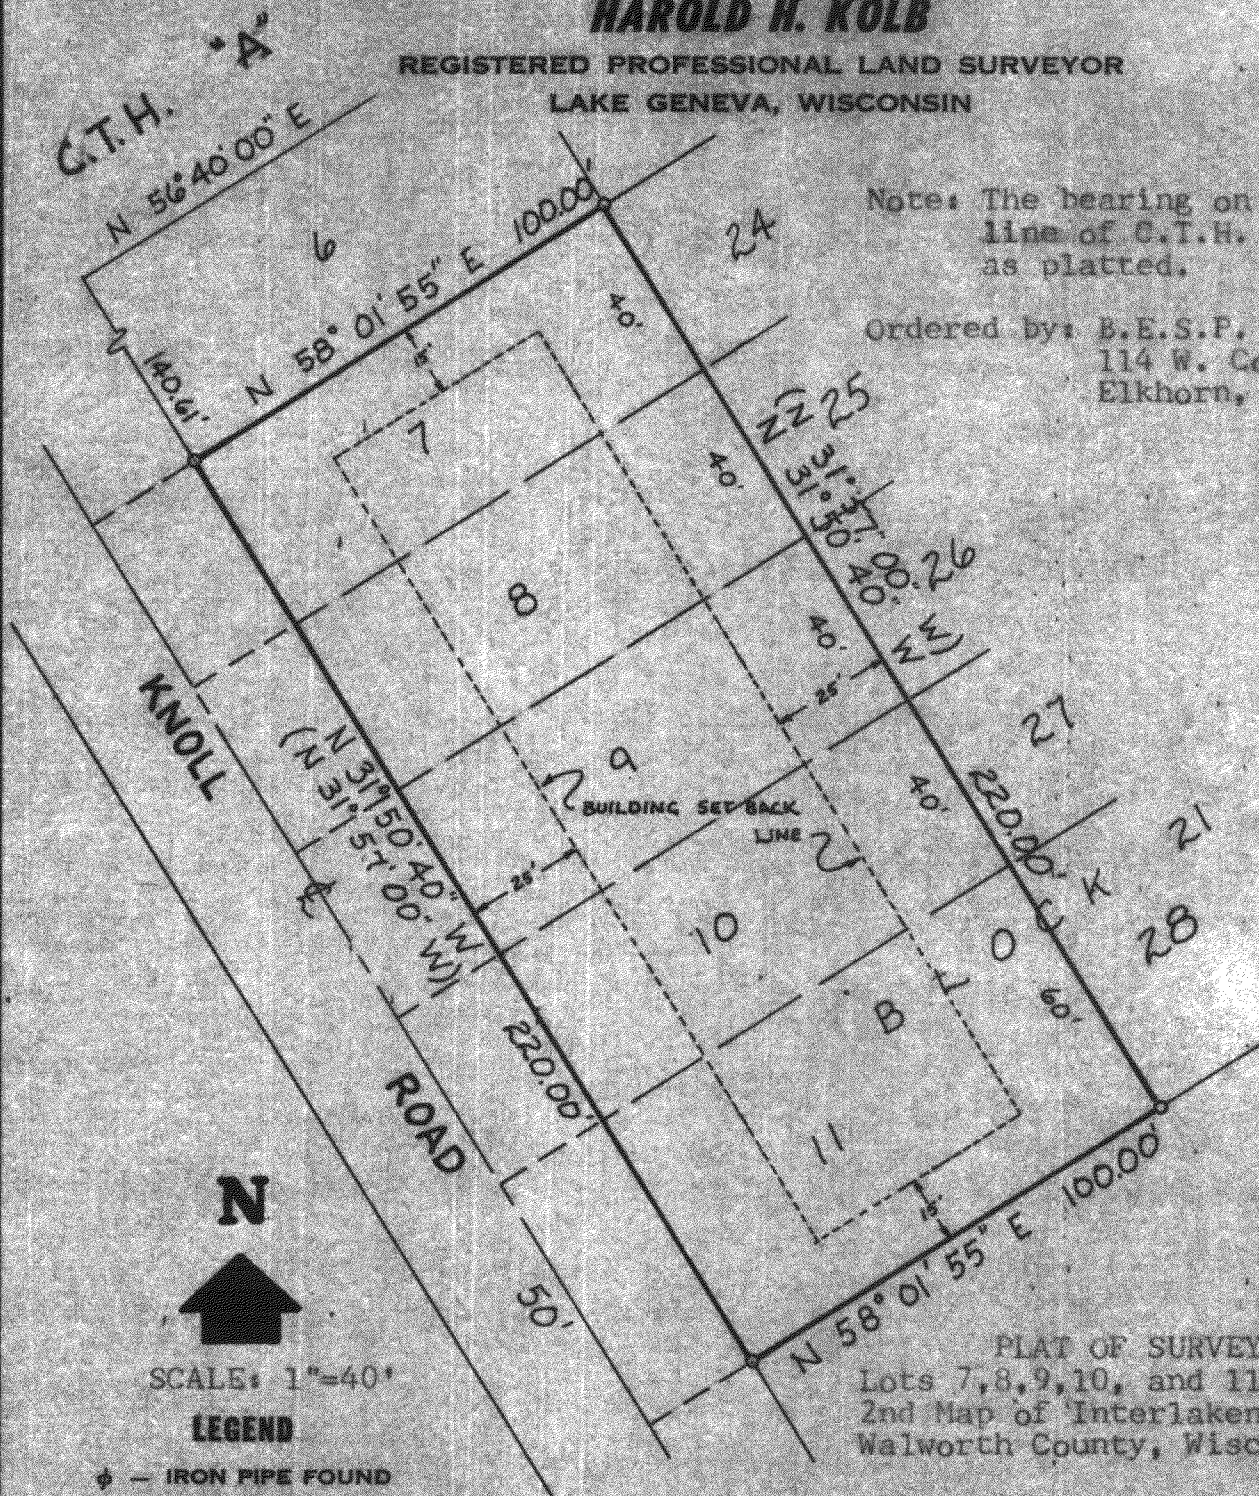 HAROLD H. KOLB
REGISTERED PROFESSIONAL LAND SURVEYOR
LAKE GENEVA, WISCONSIN
C.T.H. "A"
N 56°40'00" E
Note: The bearing on
line of C.T.H.
as platted.
Ordered by: B.E.S.P.
114 W.
Elkhorn,
6
24
N 58° 01' 55" E 100.00'
140.61'
40'
15'
7
25
40'
N 31° 50' 40" W
(N 31° 57' 00" W)
8
26
40'
25'
KNOLL
27
9
BUILDING SET BACK
LINE
N 31° 50' 40" W
(N 31° 57' 00" W)
25'
40'
220.00'
21
28
10
B L O C K
60'
220.00'
ROAD
11
15'
N 58° 01' 55" E 100.00'
50'
N
SCALE: 1"=40'
LEGEND
— IRON PIPE FOUND
PLAT OF SURVEY
Lots 7,8,9,10, and 11
2nd Map of Interlaken
Walworth County, Wisc